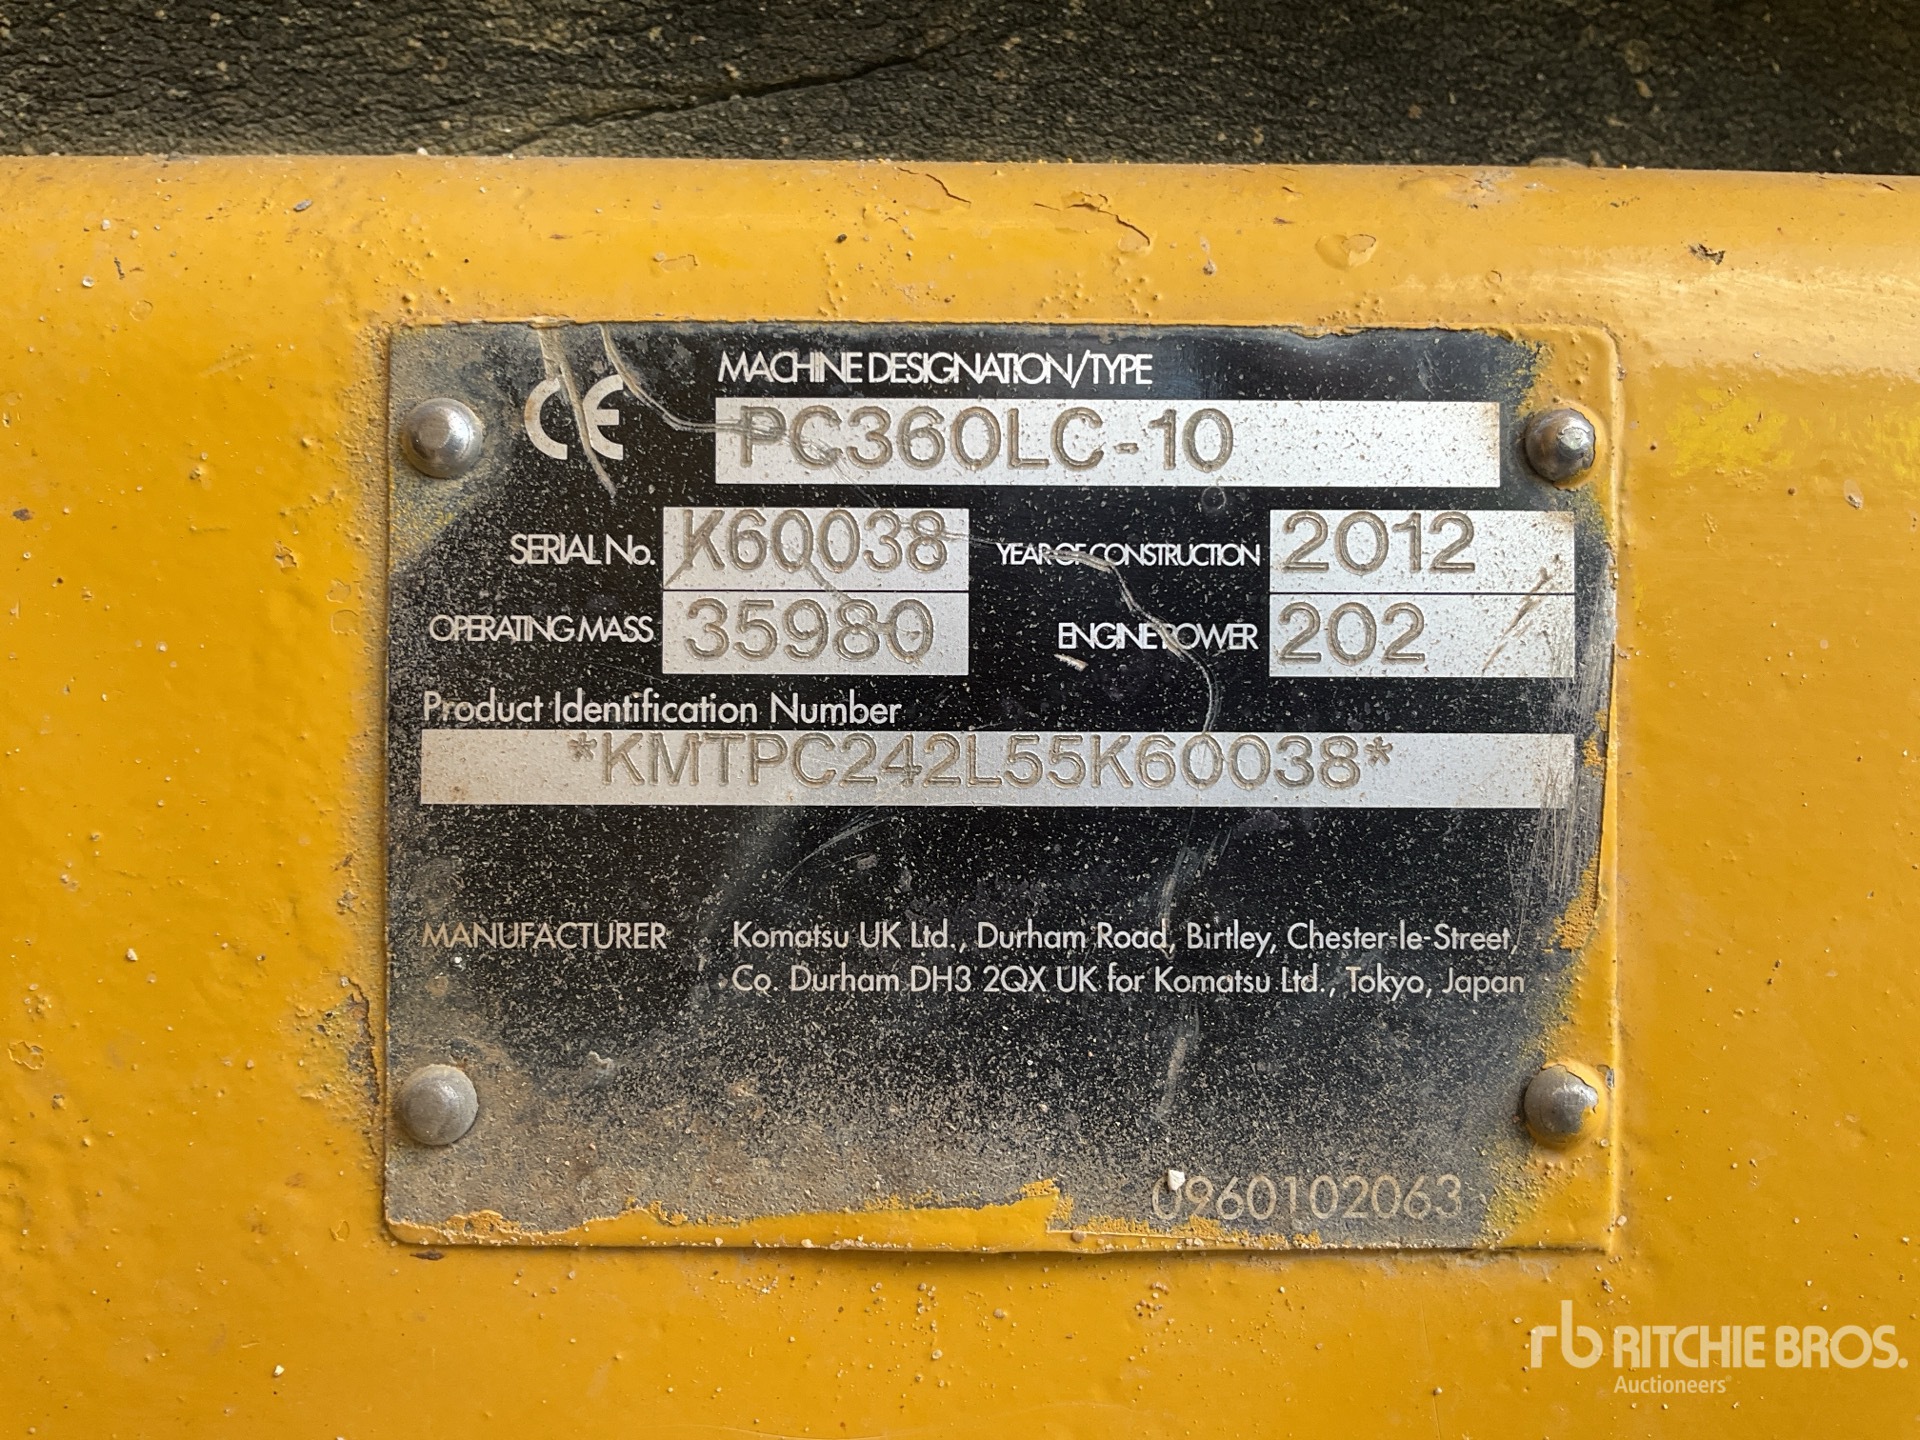 CE
MACHINE DESIGNATION/TYPE
PC360LC-10
SERIAL No. K60038 YEAR OF CONSTRUCTION 2012
OPERATING MASS 35980 ENGINE POWER 202
Product Identification Number
*KMTPC242L55K60038*
MANUFACTURER Komatsu UK Ltd., Durham Road, Birtley, Chester-le-Street,
Co. Durham DH3 2QX UK for Komatsu Ltd., Tokyo, Japan
0960102063
rb RITCHIE BROS.
Auctioneers